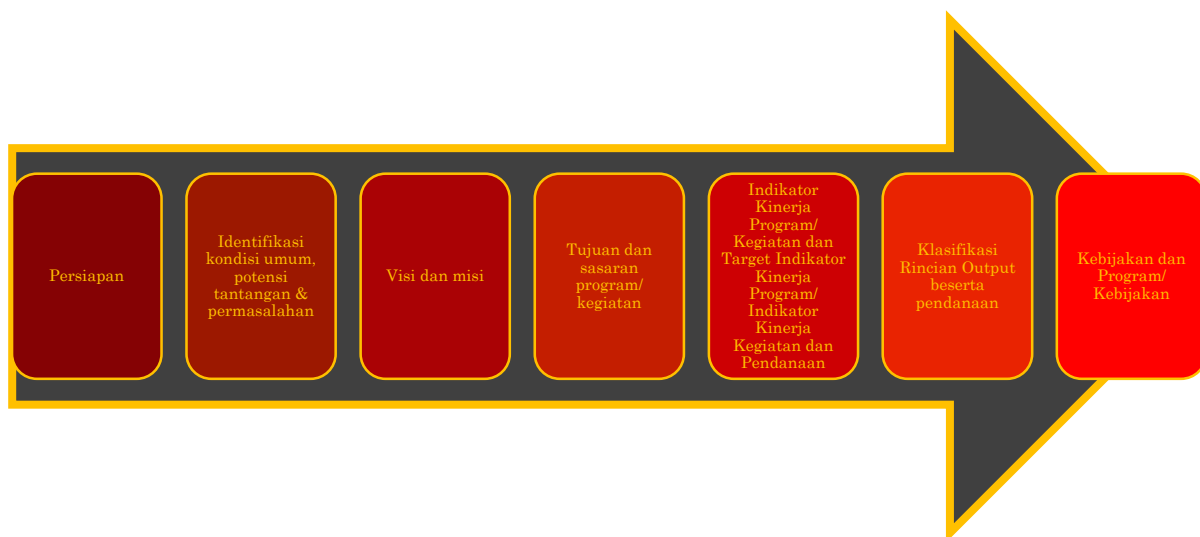 Persiapan
Identifikasi
kondisi umum,
potensi
tantangan &
permasalahan
Visi dan misi
Tujuan dan
sasaran
program/
kegiatan
Indikator
Kinerja
Program/
Kegiatan dan
Target Indikator
Kinerja
Program/
Indikator
Kinerja
Kegiatan dan
Pendanaan
Klasifikasi
Rincian Output
beserta
pendanaan
Kebijakan dan
Program/
Kebijakan